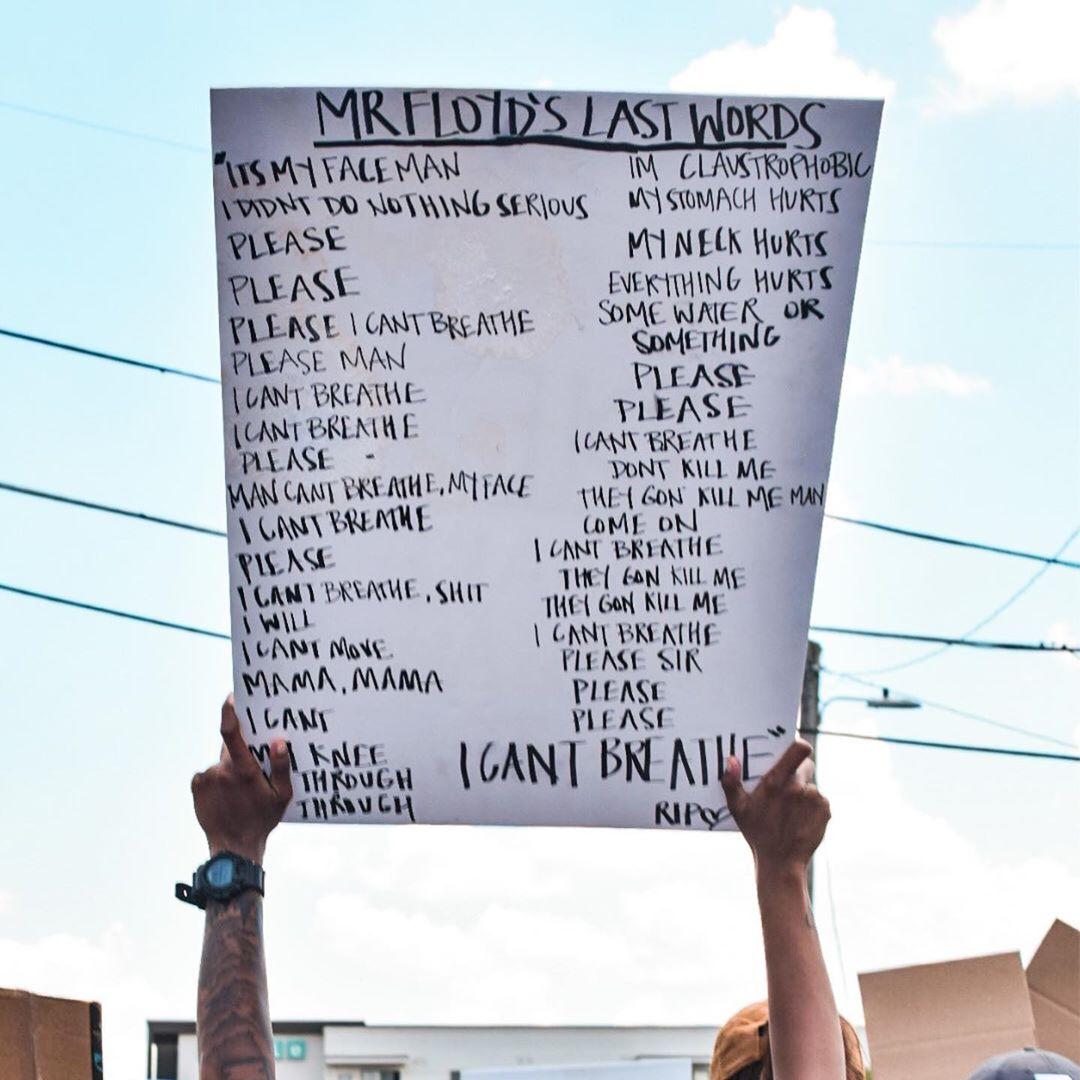 MR FLOYD'S LAST WORDS
"ITS MY FACE MAN
I DIDNT DO NOTHING SERIOUS
PLEASE
PLEASE
PLEASE I CANT BREATHE
PLEASE MAN
I CANT BREATHE
I CANT BREATHE
PLEASE -
MAN CANT BREATHE, MY FACE
I CANT BREATHE
PLEASE
I CANT BREATHE, SHIT
I WILL
I CANT MOVE
MAMA, MAMA
I CANT
MY KNEE
THROUGH
THROUGH
IM CLAUSTROPHOBIC
MY STOMACH HURTS
MY NECK HURTS
EVERYTHING HURTS
SOME WATER OR
SOMETHING
PLEASE
PLEASE
I CANT BREATHE
DONT KILL ME
THEY GON' KILL ME MAN
COME ON
I CANT BREATHE
THEY GON KILL ME
THEY GON KILL ME
I CANT BREATHE
PLEASE SIR
PLEASE
PLEASE
I CANT BREATHE"
RIP♡